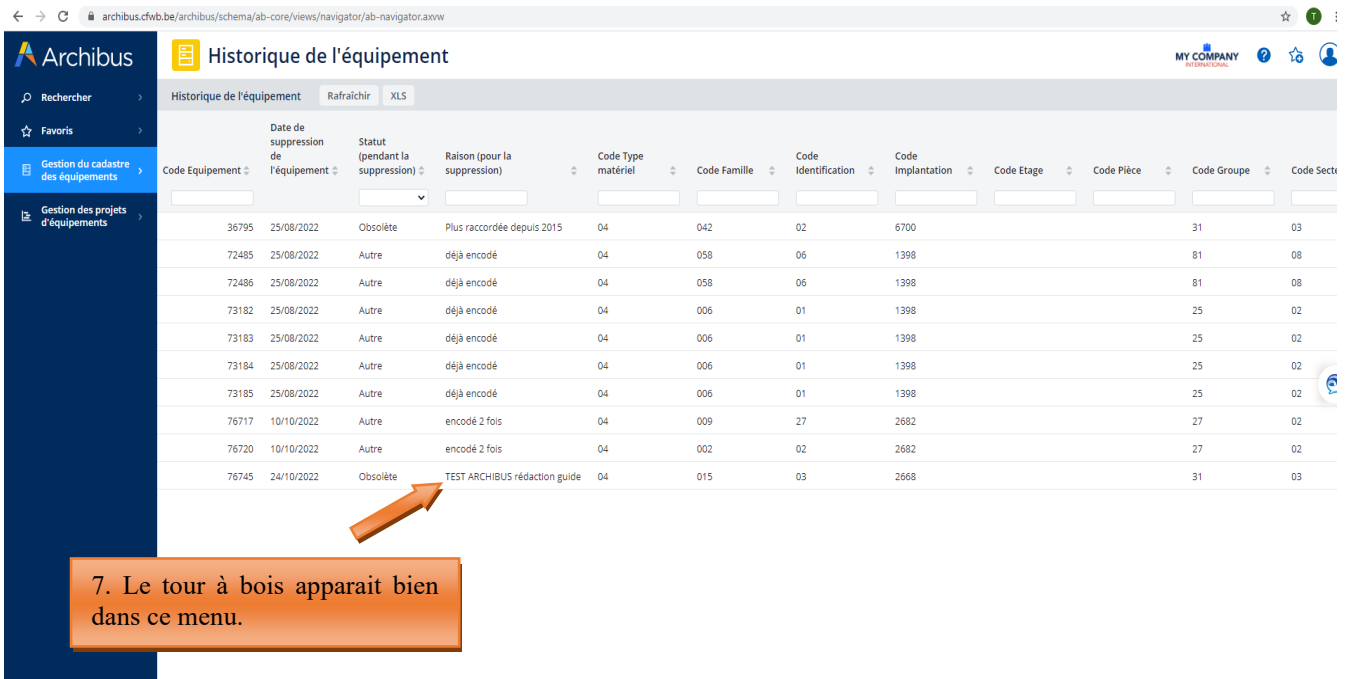 archibus.cfwb.be/archibus/schema/ab-core/views/navigator/ab-navigator.axvw
T
Archibus
Historique de l'équipement
MY COMPANY
INTERNATIONAL
Rechercher
Favoris
Gestion du cadastre
des équipements
Gestion des projets
d'équipements
Historique de l'équipement Rafraîchir XLS
Code Equipement Date de suppression de l'équipement Statut (pendant la suppression) Raison (pour la suppression) Code Type matériel Code Famille Code Identification Code Implantation Code Etage Code Pièce Code Groupe Code Secte
36795 25/08/2022 Obsolète Plus raccordée depuis 2015 04 042 02 6700 31 03
72485 25/08/2022 Autre déjà encodé 04 058 06 1398 81 08
72486 25/08/2022 Autre déjà encodé 04 058 06 1398 81 08
73182 25/08/2022 Autre déjà encodé 04 006 01 1398 25 02
73183 25/08/2022 Autre déjà encodé 04 006 01 1398 25 02
73184 25/08/2022 Autre déjà encodé 04 006 01 1398 25 02
73185 25/08/2022 Autre déjà encodé 04 006 01 1398 25 02
76717 10/10/2022 Autre encodé 2 fois 04 009 27 2682 27 02
76720 10/10/2022 Autre encodé 2 fois 04 002 02 2682 27 02
76745 24/10/2022 Obsolète TEST ARCHIBUS rédaction guide 04 015 03 2668 31 03
7. Le tour à bois apparait bien
dans ce menu.